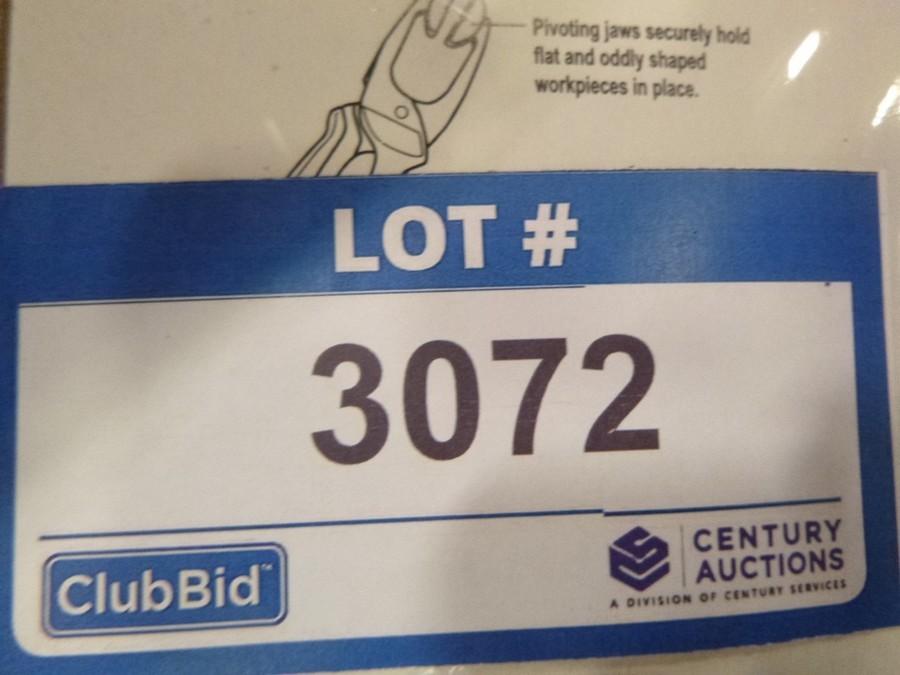 Pivoting jaws securely hold
flat and oddly shaped
workpieces in place.
LOT #
3072
ClubBid™
CENTURY
AUCTIONS
A DIVISION OF CENTURY SERVICES